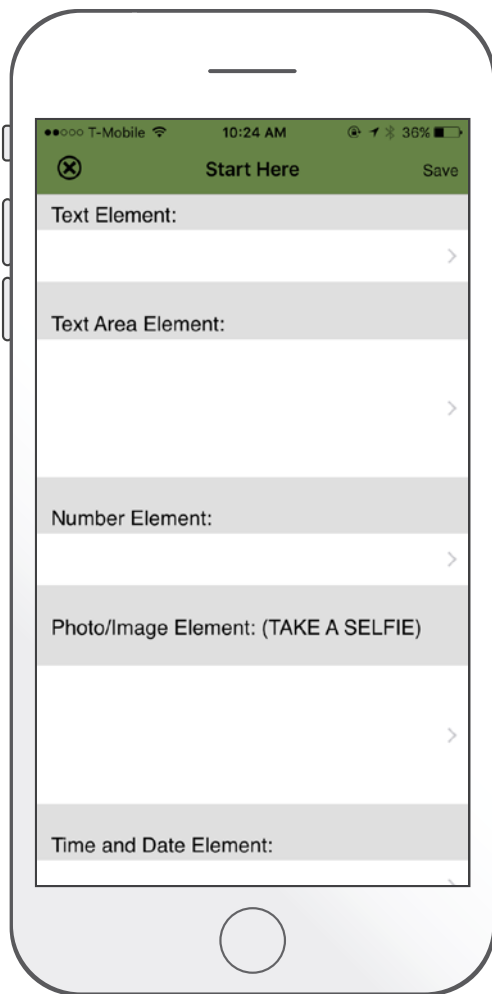 T-Mobile 10:24 AM 36%
Start Here Save
Text Element:
Text Area Element:
Number Element:
Photo/Image Element: (TAKE A SELFIE)
Time and Date Element: